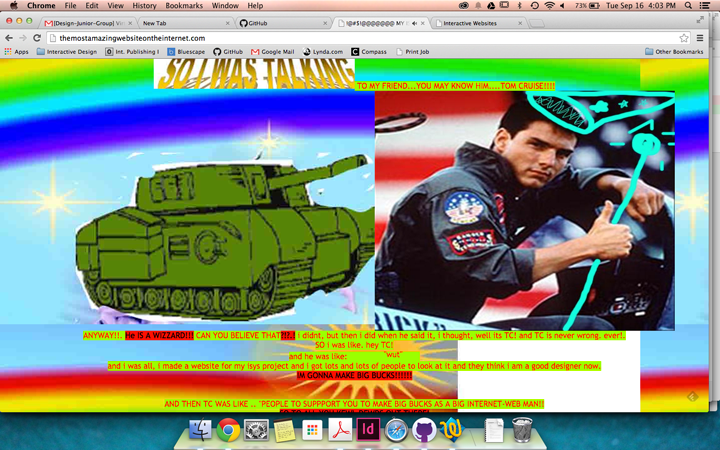 Chrome File Edit View History Bookmarks Window Help 73% Tue Sep 16 4:03 PM
New Tab GitHub Interactive Websites
themostamazingwebsiteontheinternet.com
Apps Interactive Design Int. Publishing I Bluescape GitHub Google Mail Lynda.com Compass Print Job Other Bookmarks
SO I WAS TALKING
TO MY FRIEND...YOU MAY KNOW HIM....TOM CRUISE!!!!
ANYWAY!!. He IS A WIZZARD!!! CAN YOU BELIEVE THAT?!?.! i didnt, but then i did when he said it, i thought, well its TC! and TC is never wrong. ever!.
SO i was like. hey TC!
and he was like: "wut"
and i was all, i made a website for my isys project and I got lots and lots of people to look at it and they think i am a good designer now.
IM GONNA MAKE BIG BUCKS!!!!!!
AND THEN TC WAS LIKE .. "PEOPLE TO SUPPPORT YOU TO MAKE BIG BUCKS AS A BIG INTERNET-WEB MAN!!
Id